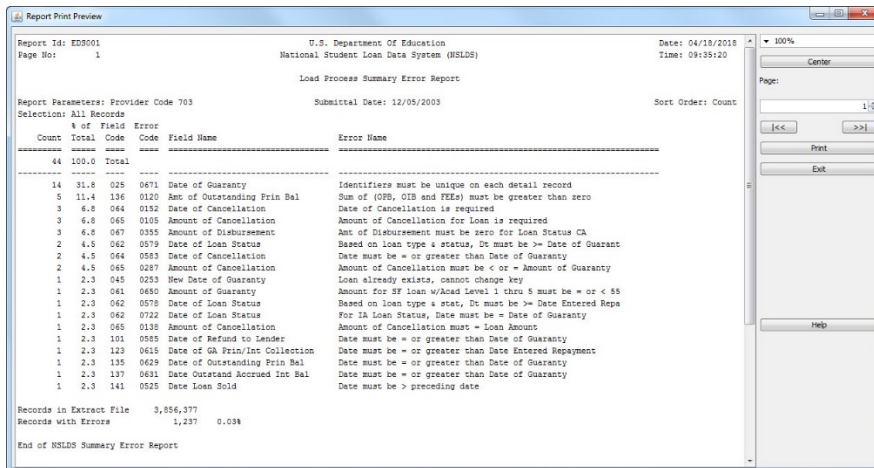 Report Print Preview
Report Id: EDS001 U.S. Department Of Education Date: 04/18/2018
Page No: 1 National Student Loan Data System (NSLDS) Time: 09:35:20
Load Process Summary Error Report
Report Parameters: Provider Code 703 Submittal Date: 12/05/2003 Sort Order: Count
Selection: All Records
% of Field Error
Count Total Code Code Field Name Error Name
44 100.0 Total
14 31.8 025 0671 Date of Guaranty Identifiers must be unique on each detail record
5 11.4 136 0120 Amt of Outstanding Prin Bal Sum of (OPB, OIB and FEEs) must be greater than zero
3 6.8 064 0152 Date of Cancellation Date of Cancellation is required
3 6.8 065 0105 Amount of Cancellation Amount of Cancellation for Loan is required
3 6.8 067 0355 Amount of Disbursement Amt of Disbursement must be zero for Loan Status CA
2 4.5 062 0579 Date of Loan Status Based on loan type & status, Dt must be >= Date of Guarant
2 4.5 064 0583 Date of Cancellation Date must be = or greater than Date of Guaranty
2 4.5 065 0287 Amount of Cancellation Amount of Cancellation must be < or = Amount of Guaranty
1 2.3 045 0253 New Date of Guaranty Loan already exists, cannot change key
1 2.3 061 0650 Amount of Guaranty Amount for SF loan w/Acad Level 1 thru 5 must be = or < 55
1 2.3 062 0578 Date of Loan Status Based on loan type & stat, Dt must be >= Date Entered Repa
1 2.3 062 0722 Date of Loan Status For IA Loan Status, Date must be = Date of Guaranty
1 2.3 065 0138 Amount of Cancellation Amount of Cancellation must = Loan Amount
1 2.3 101 0585 Date of Refund to Lender Date must be = or greater than Date of Guaranty
1 2.3 123 0615 Date of GA Prin/Int Collection Date must be = or greater than Date Entered Repayment
1 2.3 135 0629 Date of Outstanding Prin Bal Date must be = or greater than Date of Guaranty
1 2.3 137 0631 Date Outstand Accrued Int Bal Date must be = or greater than Date of Guaranty
1 2.3 141 0525 Date Loan Sold Date must be > preceding date
Records in Extract File 3,856,377
Records with Errors 1,237 0.03%
End of NSLDS Summary Error Report
100%
Center
Page:
1
|<<
>>|
Print
Exit
Help